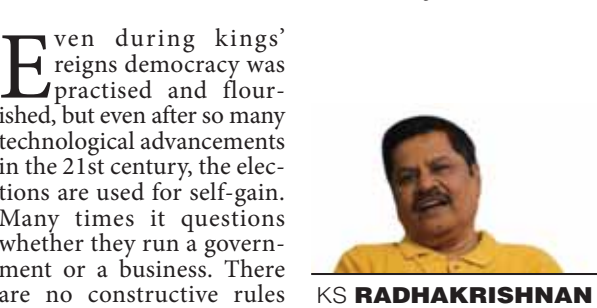 Even during kings'
reigns democracy was
practised and flour-
ished, but even after so many
technological advancements
in the 21st century, the elec-
tions are used for self-gain.
Many times it questions
whether they run a govern-
ment or a business. There
are no constructive rules
KS RADHAKRISHNAN